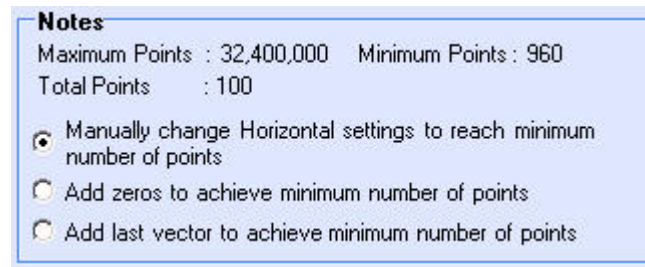 Notes
Maximum Points : 32,400,000 Minimum Points : 960
Total Points : 100
Manually change Horizontal settings to reach minimum
number of points
Add zeros to achieve minimum number of points
Add last vector to achieve minimum number of points